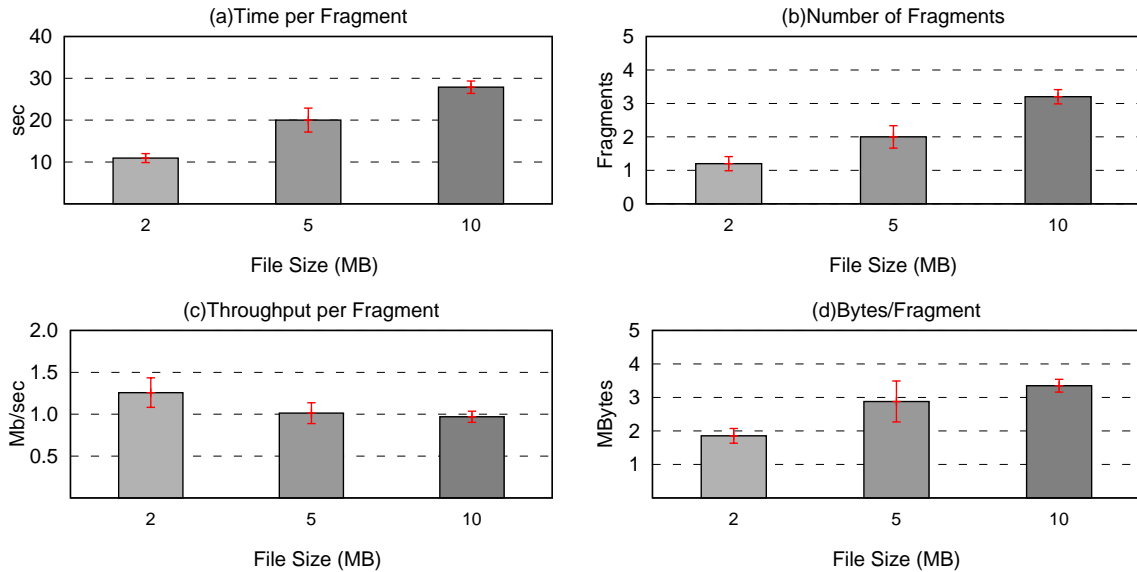 (a)Time per Fragment
40
30
20
10
sec
2 5 10
File Size (MB)
(b)Number of Fragments
5
4
3
2
1
0
Fragments
2 5 10
File Size (MB)
(c)Throughput per Fragment
2.0
1.5
1.0
0.5
Mb/sec
2 5 10
File Size (MB)
(d)Bytes/Fragment
5
4
3
2
1
MBytes
2 5 10
File Size (MB)